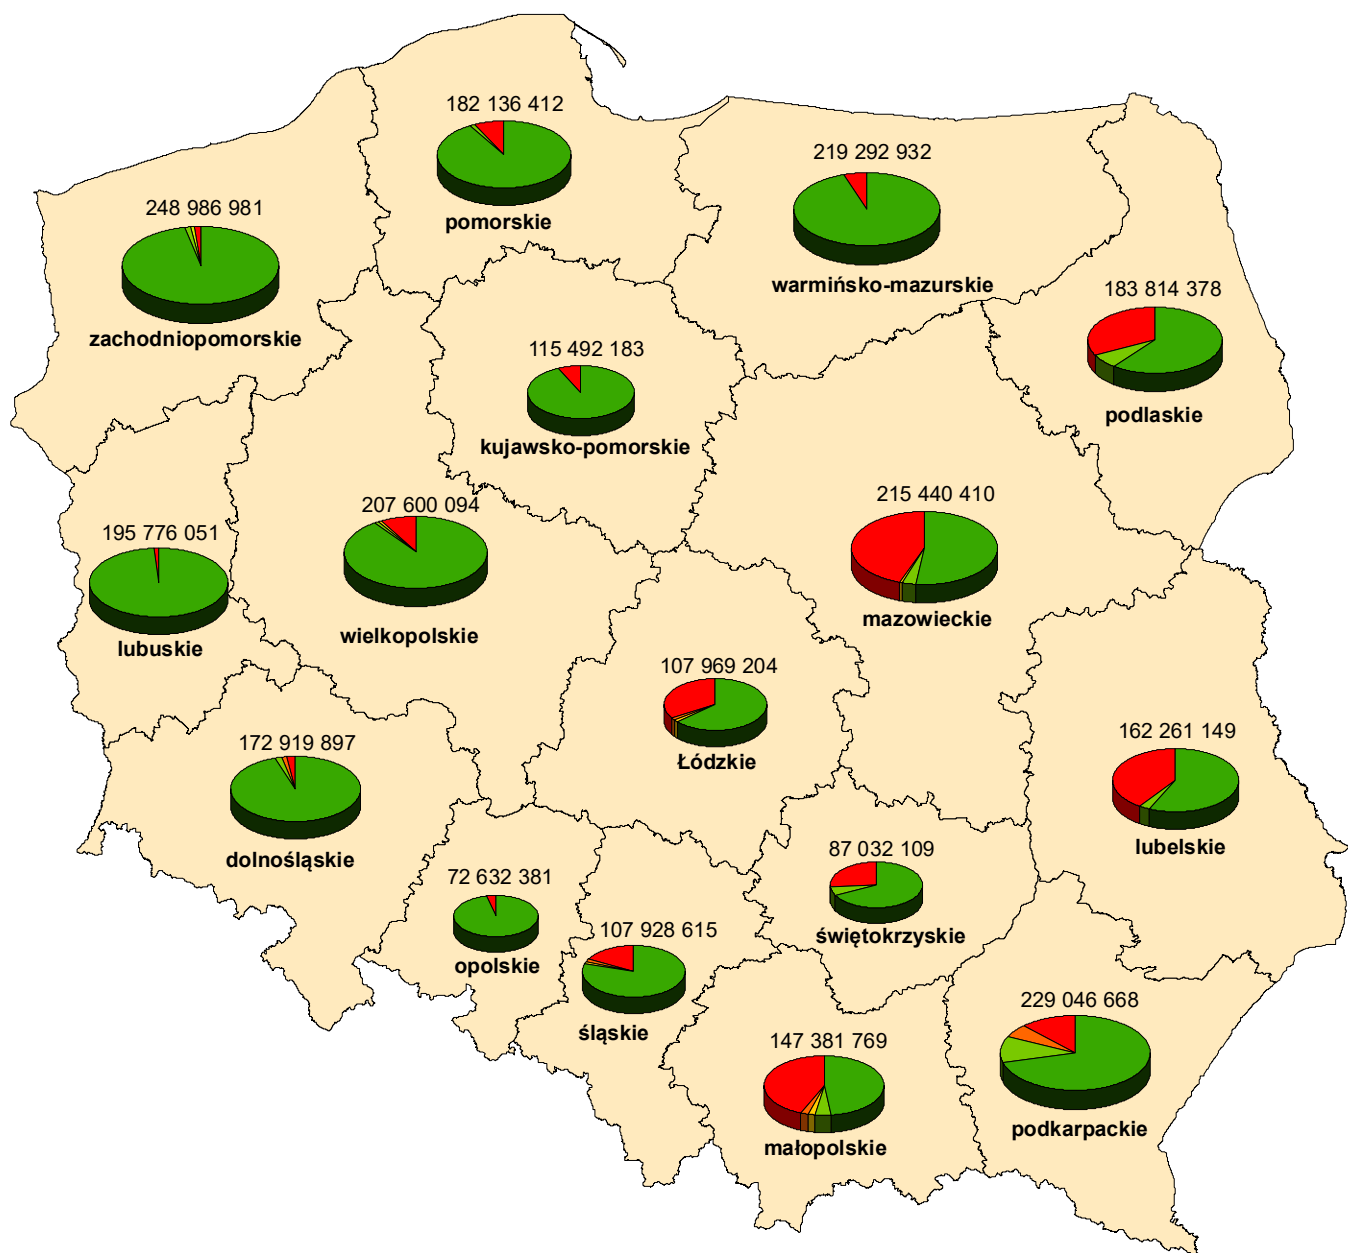 182 136 412
pomorskie
219 292 932
warmińsko-mazurskie
248 986 981
zachodniopomorskie
183 814 378
podlaskie
115 492 183
kujawsko-pomorskie
215 440 410
mazowieckie
207 600 094
wielkopolskie
195 776 051
lubuskie
107 969 204
Łódzkie
162 261 149
lubelskie
172 919 897
dolnośląskie
87 032 109
świętokrzyskie
72 632 381
opolskie
107 928 615
śląskie
229 046 668
podkarpackie
147 381 769
małopolskie